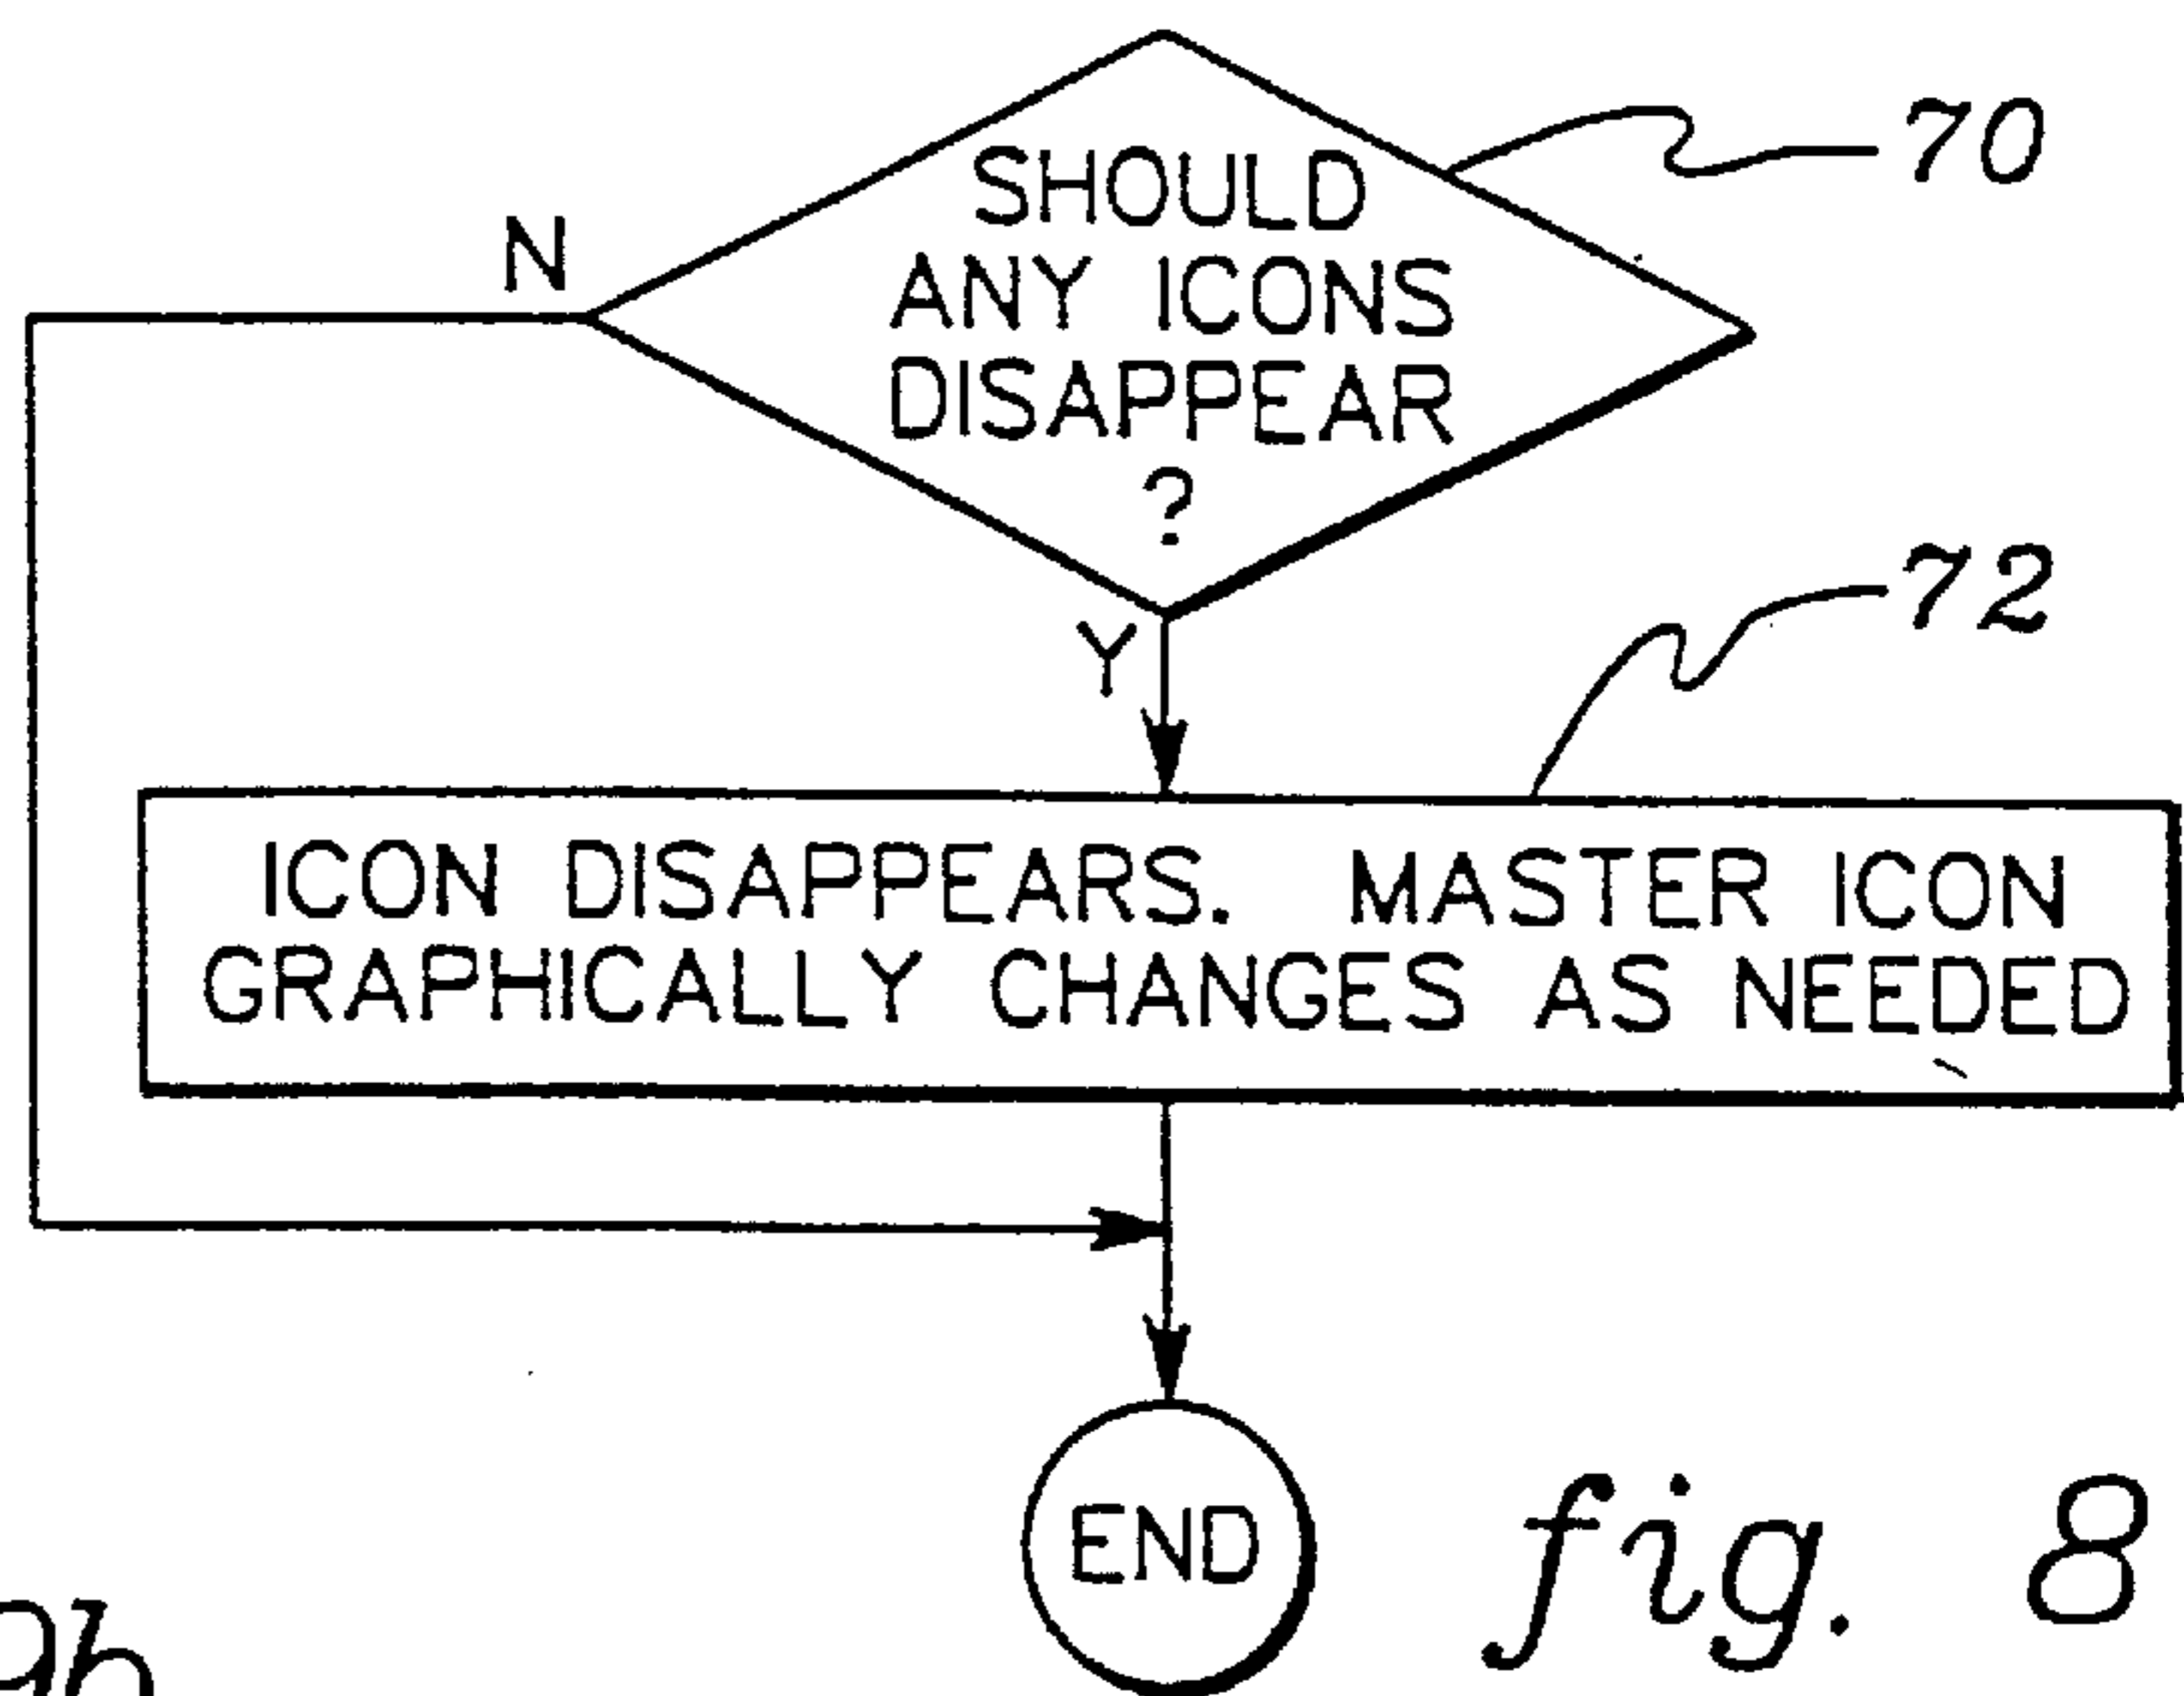 SHOULD
ANY ICONS
DISAPPEAR
?
70
N
Y
72
ICON DISAPPEARS. MASTER ICON
GRAPHICALLY CHANGES AS NEEDED
END
fig. 8